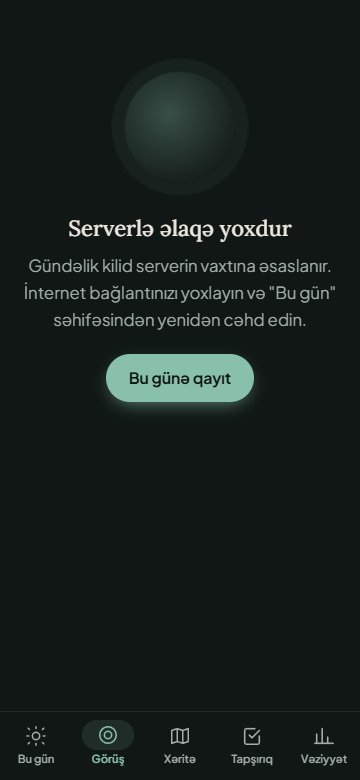 Serverlə əlaqə yoxdur
Gündəlik kilid serverin vaxtına əsaslanır.
İnternet bağlantınızı yoxlayın və "Bu gün"
səhifəsindən yenidən cəhd edin.
Bu günə qayıt
Bu gün
Görüş
Xəritə
Tapşırıq
Vəziyyət